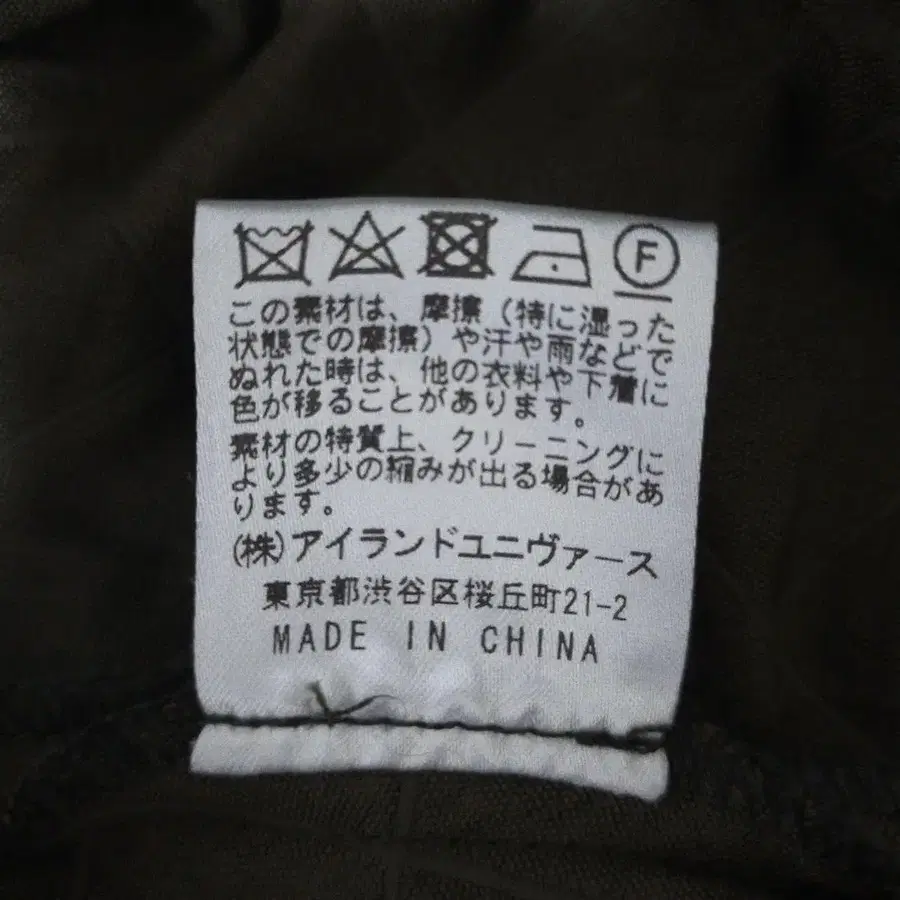 F
この素材は、摩擦（特に湿った
状態での摩擦）や汗や雨などで
ぬれた時は、他の衣料や下着に
色が移ることがあります。
素材の特質上、クリーニングに
より多少の縮みが出る場合があ
ります。
(株)アイランドユニヴァース
東京都渋谷区桜丘町21-2
MADE IN CHINA